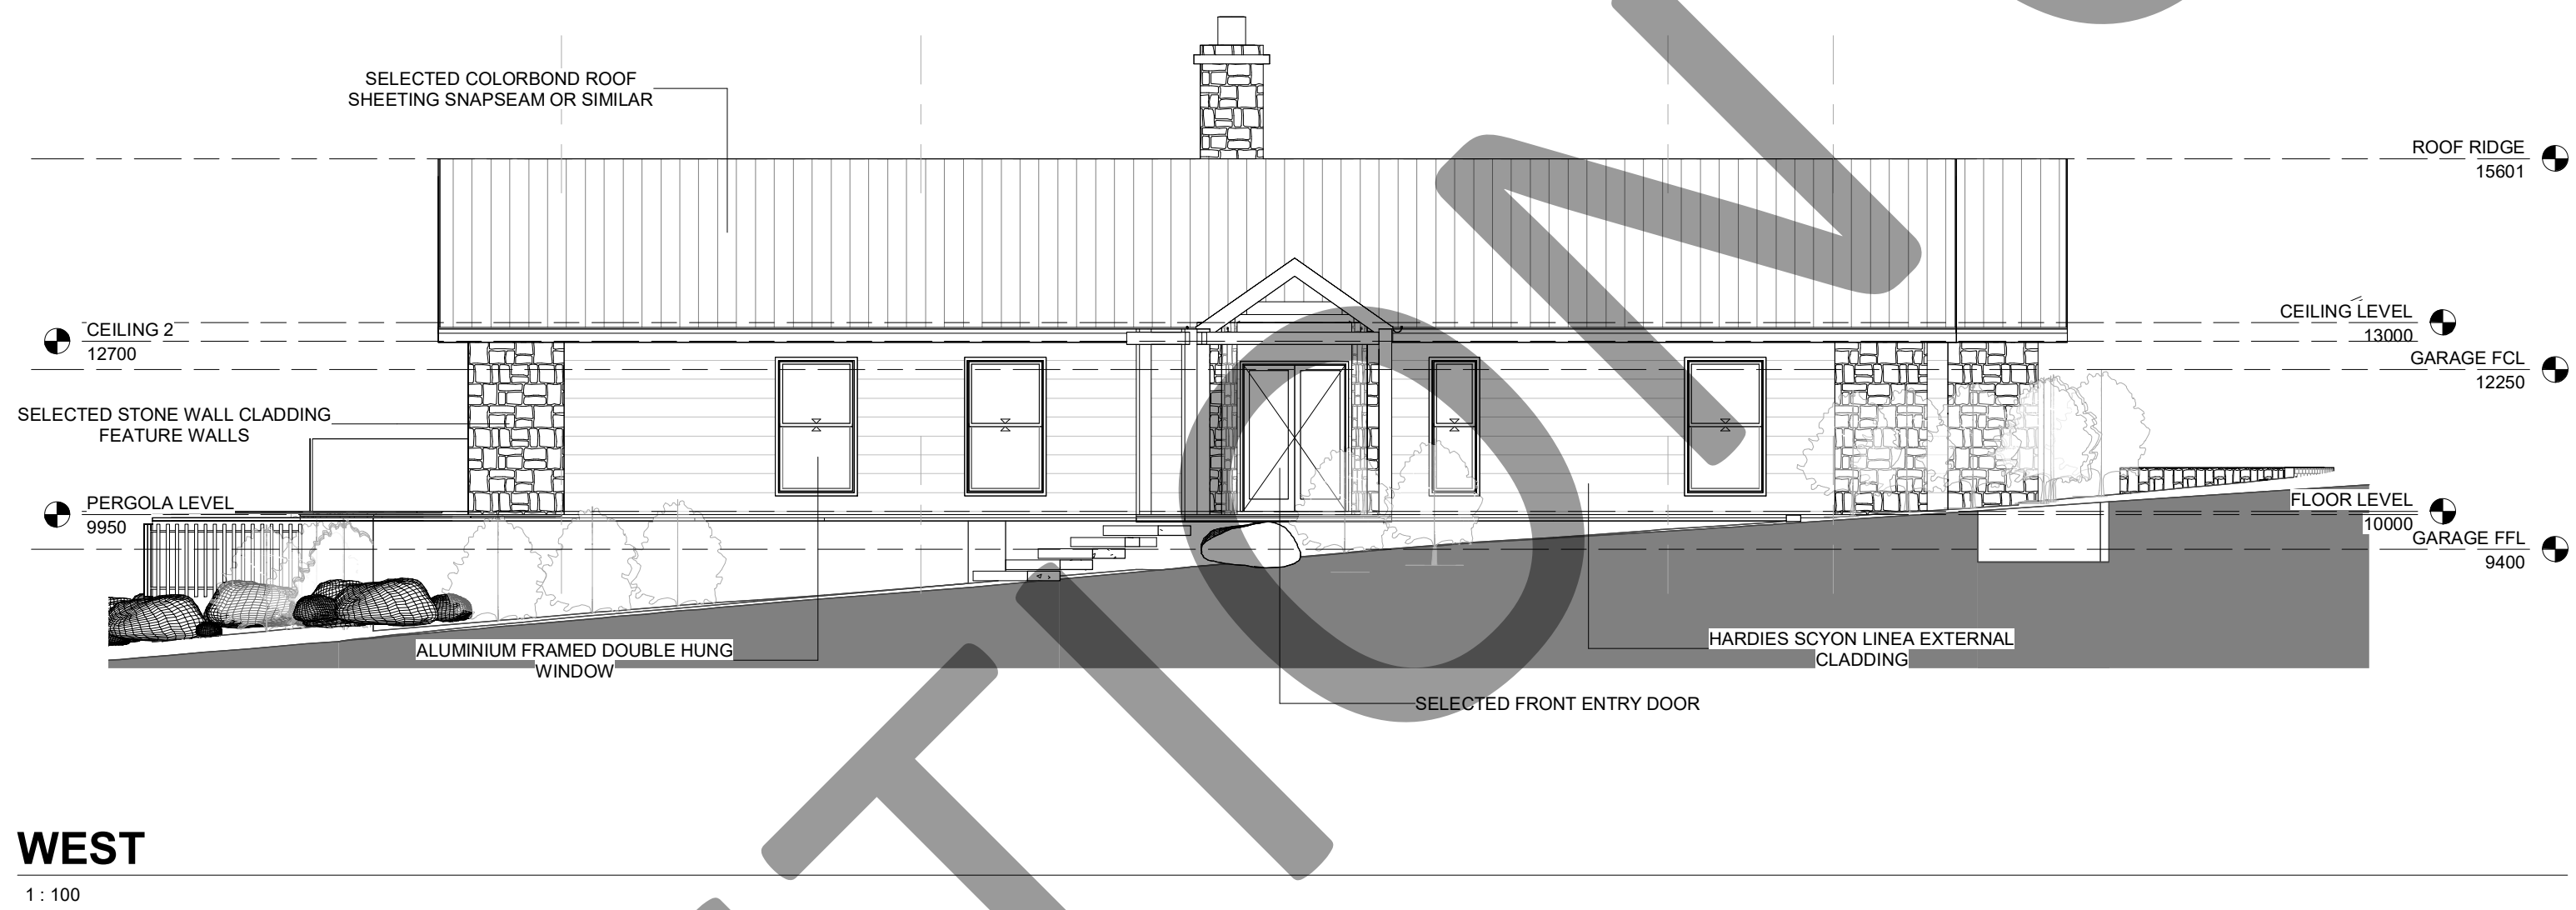 SELECTED COLORBOND ROOF
SHEETING SNAPSEAM OR SIMILAR
ROOF RIDGE
15601
CEILING 2
12700
CEILING LEVEL
13000
GARAGE FCL
12250
SELECTED STONE WALL CLADDING
FEATURE WALLS
PERGOLA LEVEL
9950
FLOOR LEVEL
10000
GARAGE FFL
9400
ALUMINIUM FRAMED DOUBLE HUNG
WINDOW
HARDIES SCYON LINEA EXTERNAL
CLADDING
SELECTED FRONT ENTRY DOOR
TION
WEST
1 : 100